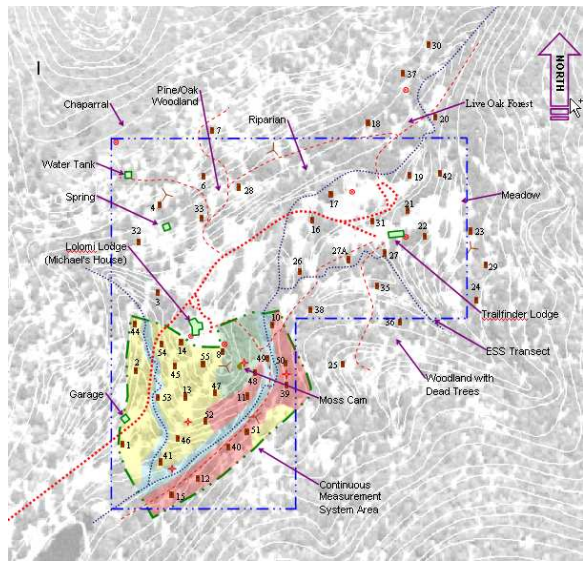 30
37
NORTH
Pine/Oak
Woodland
Chaparral
Riparian
Live Oak Forest
7
18
20
Water Tank
6
28
19
42
Meadow
4
17
Spring
33
21
16
31
22
23
32
Lolomi Lodge
(Michael's House)
27A
27
29
26
35
24
3
38
Trailfinder Lodge
44
10
36
ESS Transect
54
14
8
2
45
55
49
50
25
Woodland with
Dead Trees
48
53
13
47
11
39
Moss Cam
Garage
52
1
46
51
40
41
12
15
Continuous
Measurement
System Area